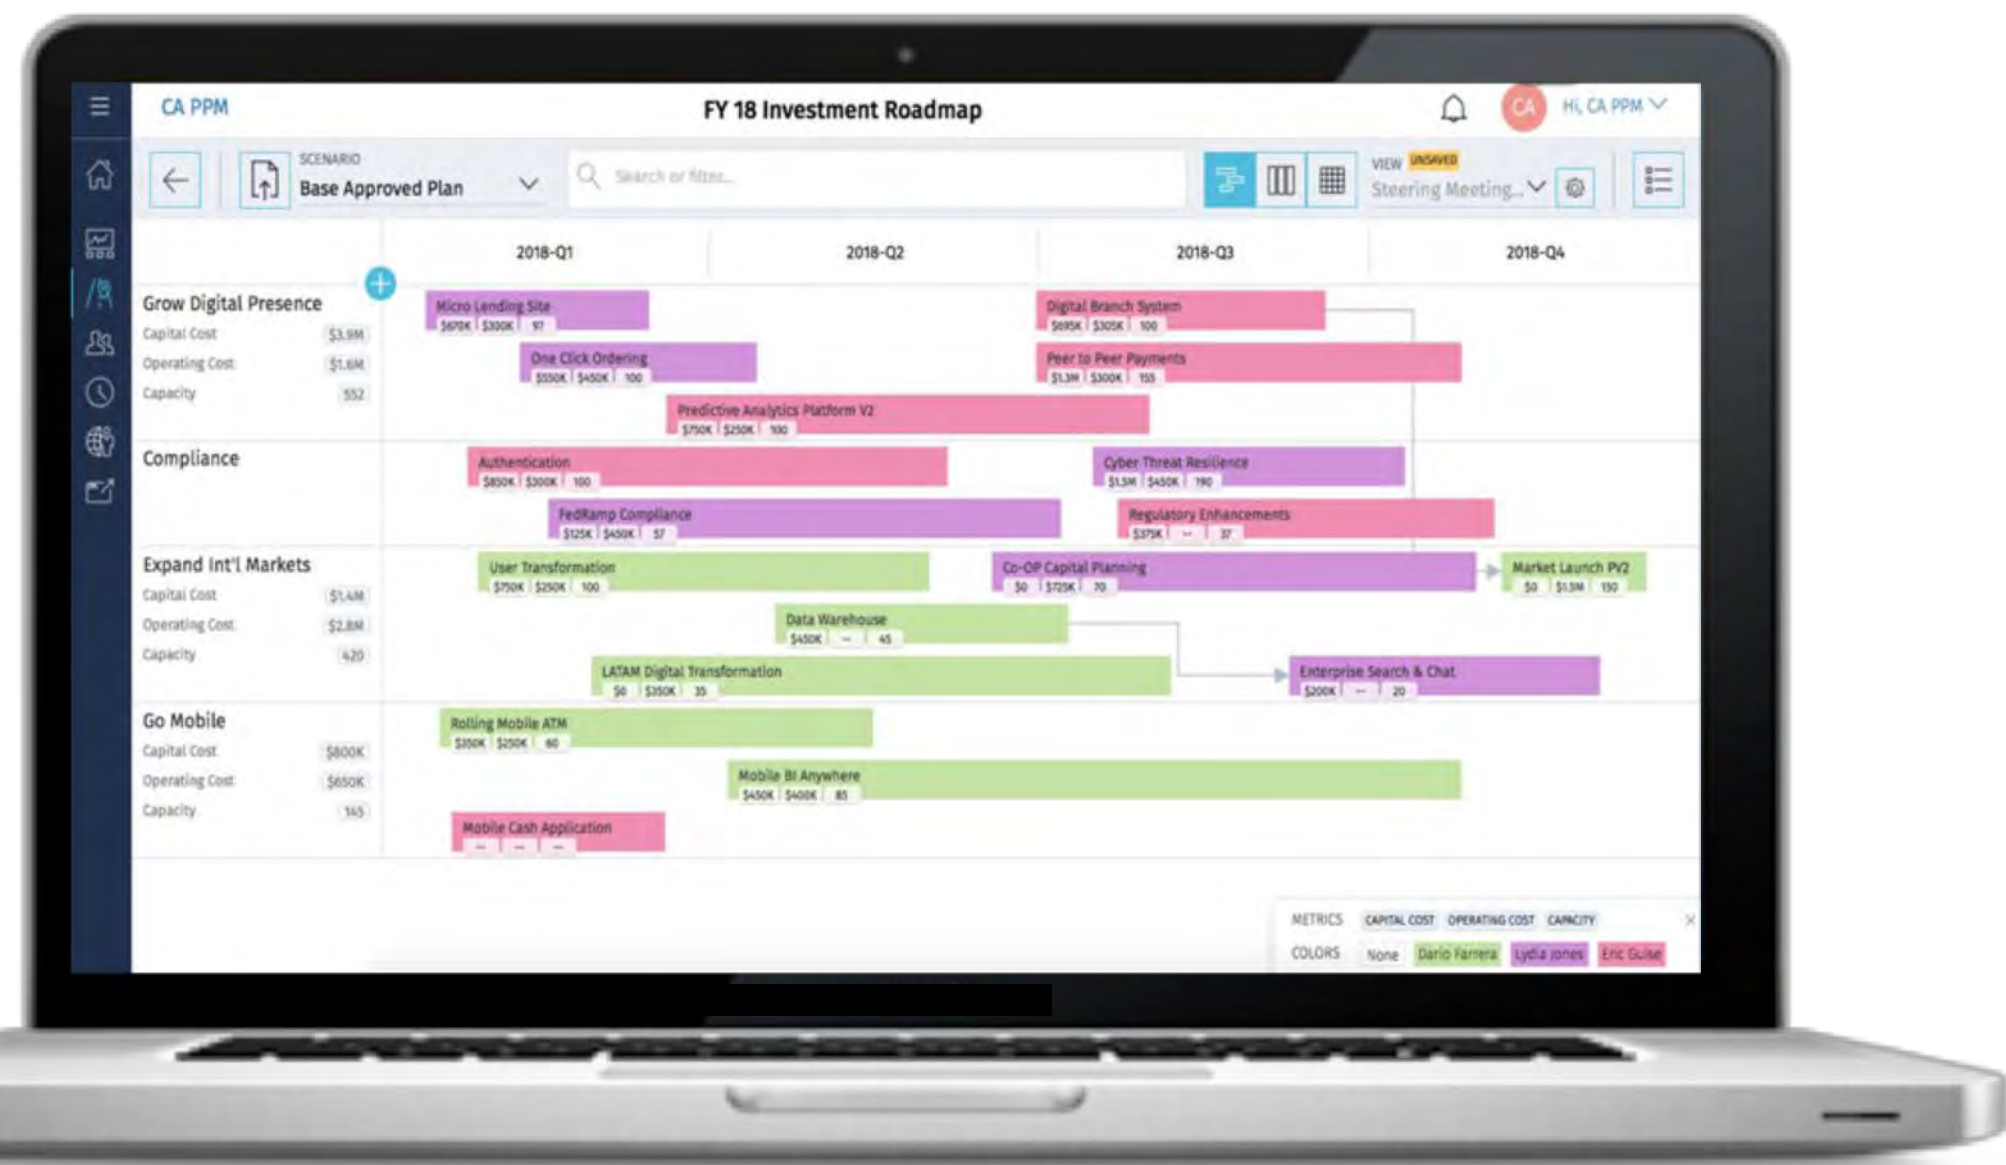 CA PPM
FY 18 Investment Roadmap
CA
Hi, CA PPM
SCENARIO
Base Approved Plan
Search or filter...
VIEW UNSAVED
Steering Meeting...
2018-Q1 2018-Q2 2018-Q3 2018-Q4
Grow Digital Presence
Capital Cost $3.9M
Operating Cost $1.6M
Capacity 552
Micro Lending Site
$670K $300K 97
Digital Branch System
$695K $305K 100
One Click Ordering
$550K $450K 100
Peer to Peer Payments
$1.3M $300K 155
Predictive Analytics Platform V2
$750K $250K 100
Compliance
Authentication
$850K $300K 100
Cyber Threat Resilience
$1.5M $450K 190
FedRamp Compliance
$125K $450K 57
Regulatory Enhancements
$375K -- 37
Expand Int'l Markets
Capital Cost $1.4M
Operating Cost $2.8M
Capacity 420
User Transformation
$750K $250K 100
Co-OP Capital Planning
$0 $725K 70
Market Launch PV2
$0 $1.5M 150
Data Warehouse
$450K -- 45
LATAM Digital Transformation
$0 $350K 35
Enterprise Search & Chat
$200K -- 20
Go Mobile
Capital Cost $800K
Operating Cost $650K
Capacity 145
Rolling Mobile ATM
$350K $250K 60
Mobile BI Anywhere
$450K $400K 85
Mobile Cash Application
-- -- --
METRICS CAPITAL COST OPERATING COST CAPACITY
COLORS None Dario Farrera Lydia Jones Eric Guise